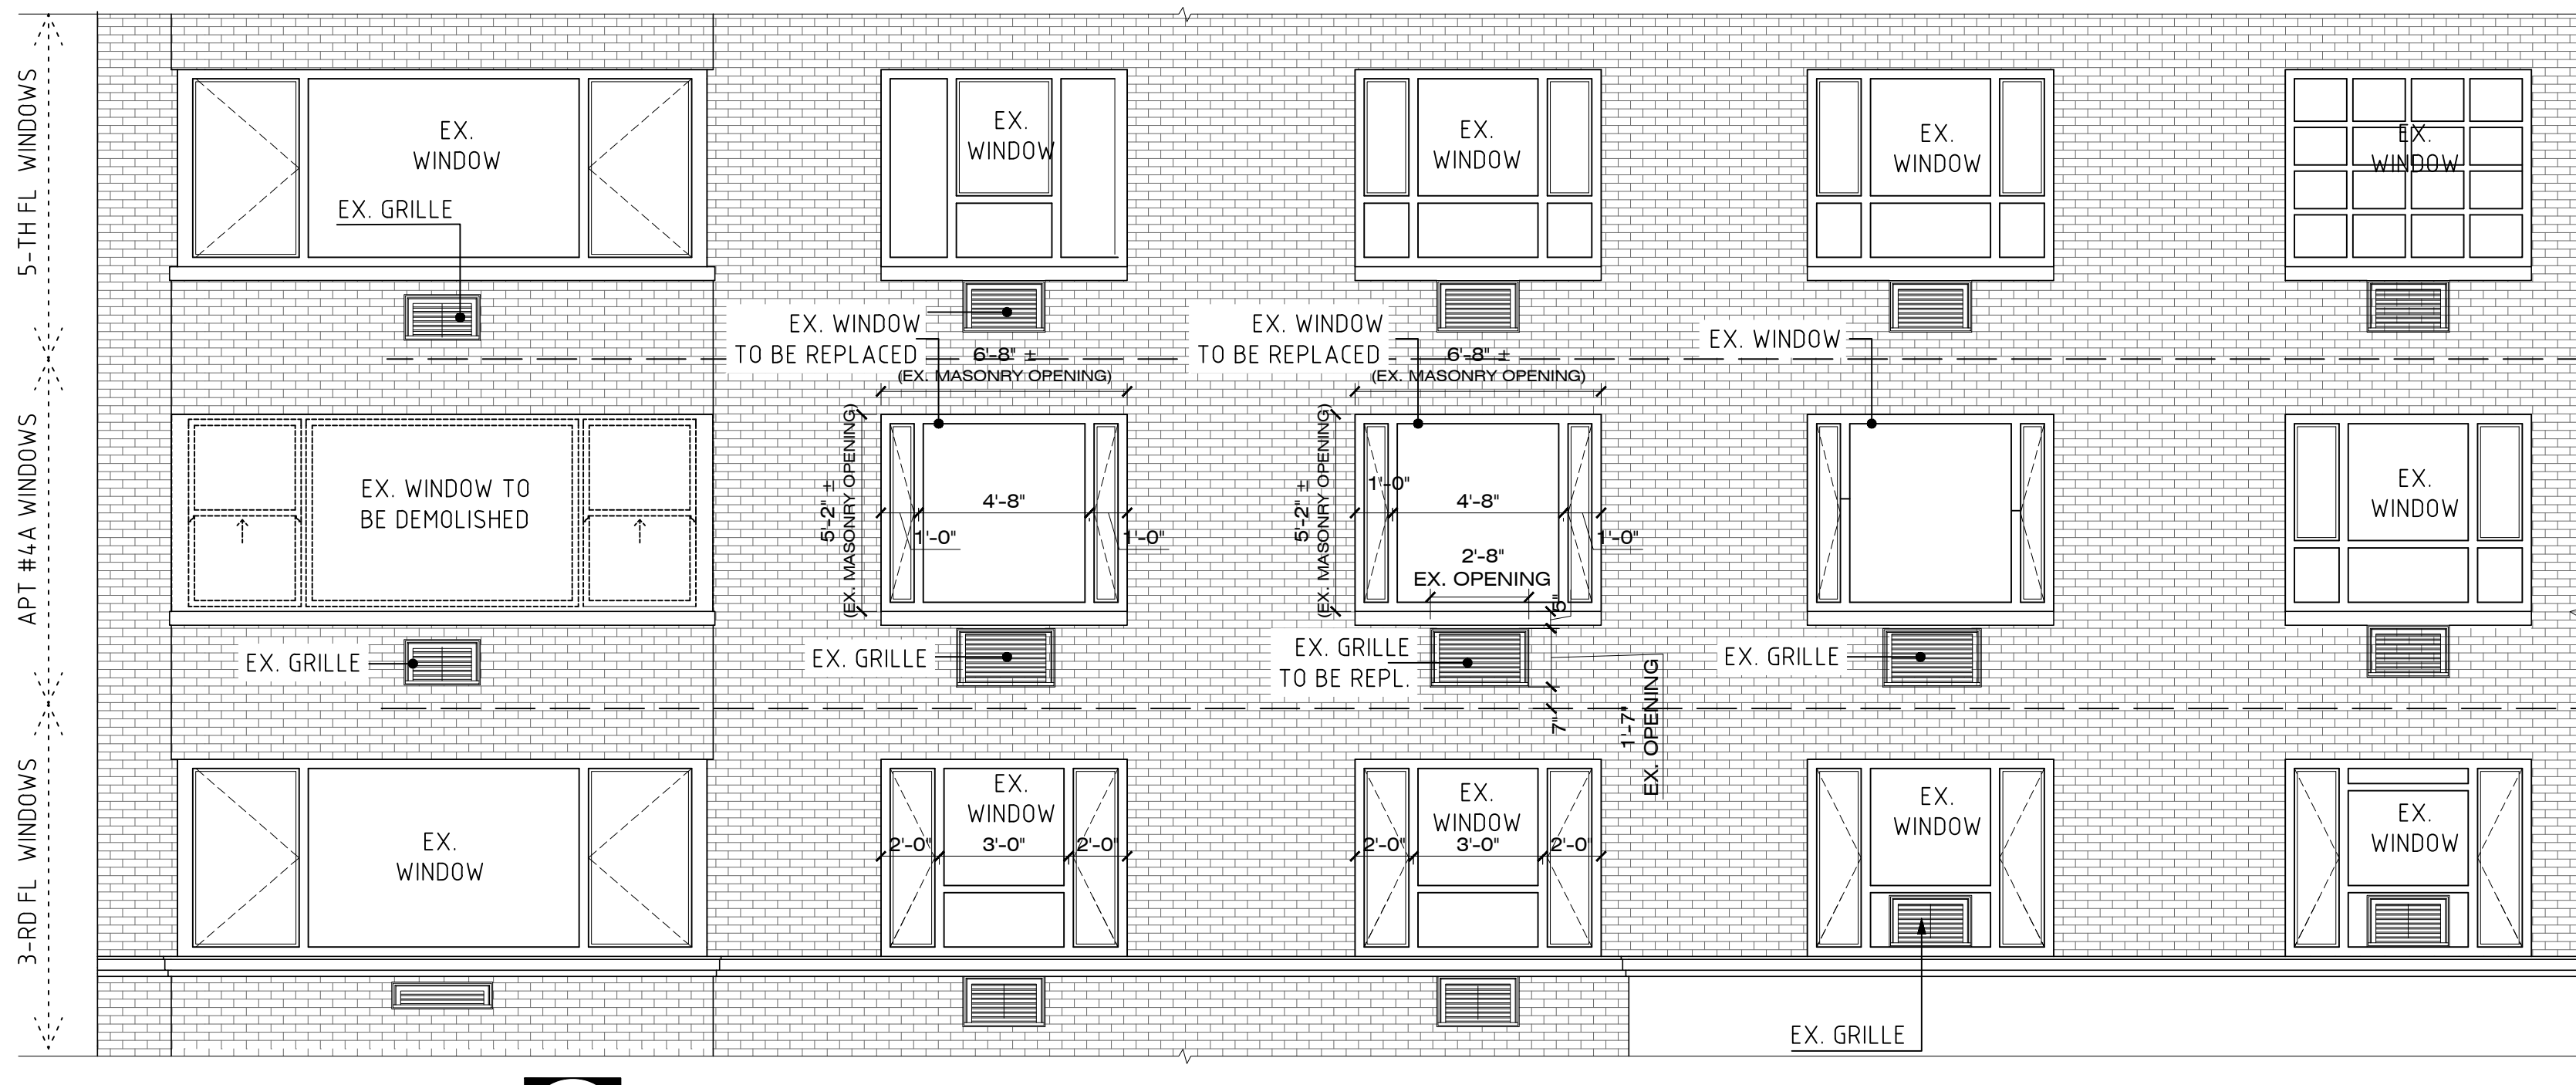 5-TH FL WINDOWS
EX.
WINDOW
EX. GRILLE
EX.
WINDOW
EX.
WINDOW
EX.
WINDOW
EX.
WINDOW
APT #4A WINDOWS
EX. WINDOW
TO BE REPLACED
6'-8" ±
(EX. MASONRY OPENING)
EX. WINDOW
TO BE REPLACED
6'-8" ±
(EX. MASONRY OPENING)
EX. WINDOW
EX. WINDOW TO
BE DEMOLISHED
5'-2" ±
(EX. MASONRY OPENING)
4'-8"
1'-0"
1'-0"
5'-2" ±
(EX. MASONRY OPENING)
1'-0"
4'-8"
1'-0"
2'-8"
EX. OPENING
5"
EX.
WINDOW
EX. GRILLE
EX. GRILLE
EX. GRILLE
TO BE REPL.
7"
1'-7"
EX. OPENING
EX. GRILLE
3-RD FL WINDOWS
EX.
WINDOW
EX.
WINDOW
2'-0"
3'-0"
2'-0"
EX.
WINDOW
2'-0"
3'-0"
2'-0"
EX.
WINDOW
EX.
WINDOW
EX. GRILLE